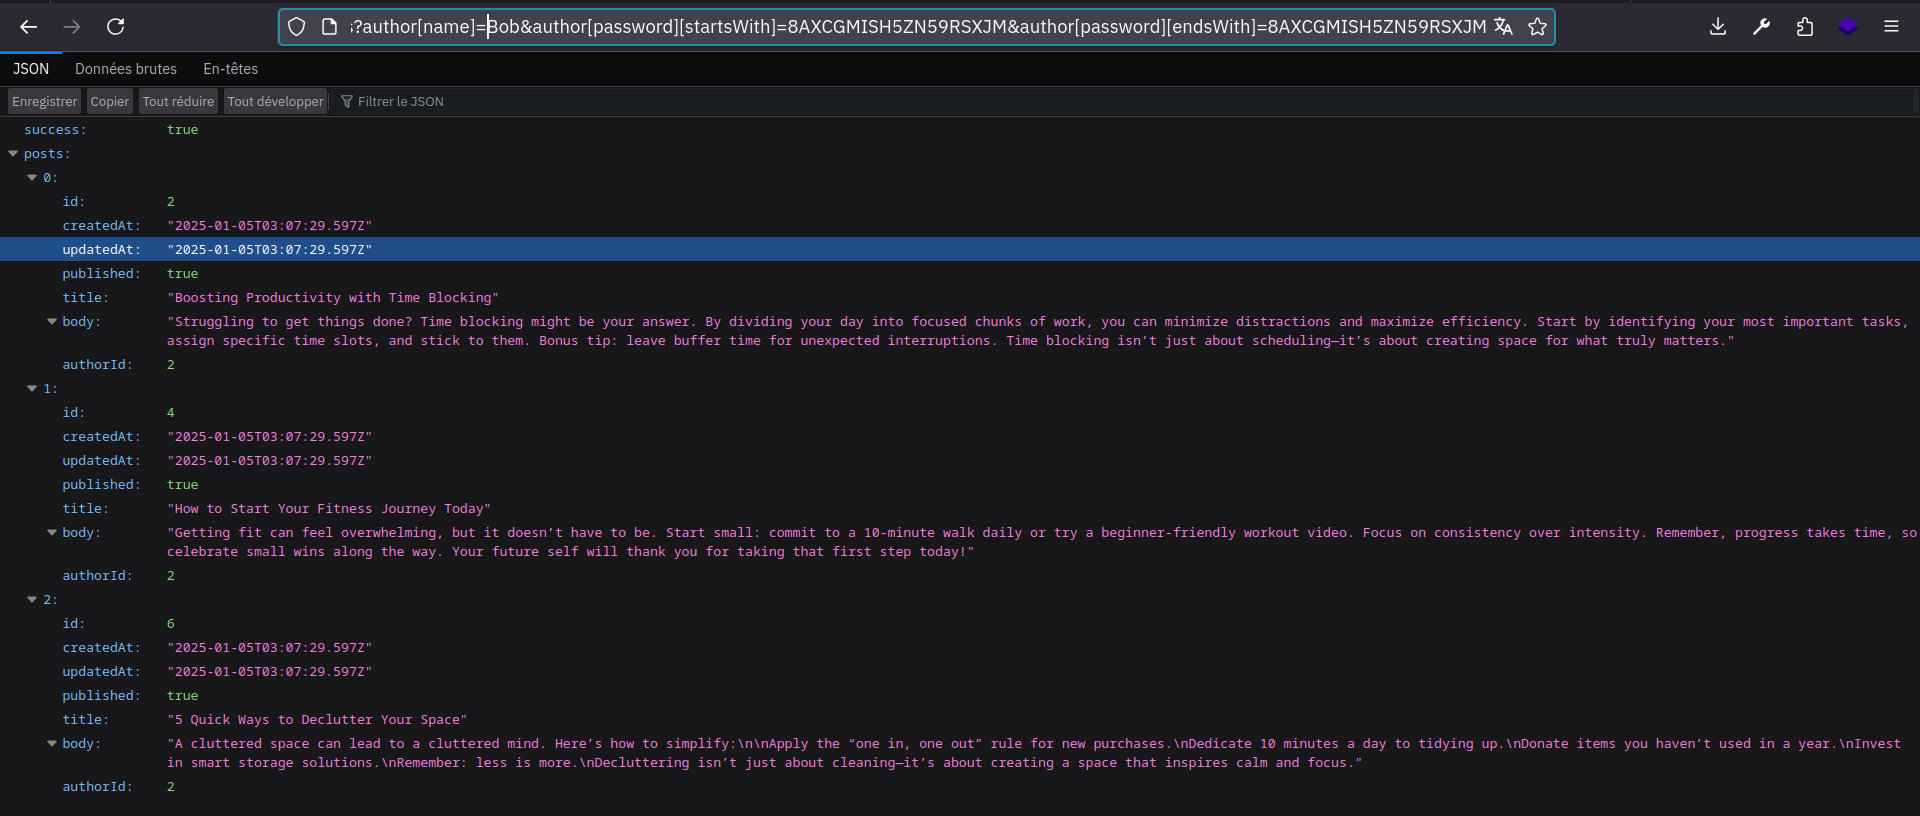 s?author[name]=Bob&author[password][startsWith]=8AXCGMISH5ZN59RSXJM&author[password][endsWith]=8AXCGMISH5ZN59RSXJM
JSON Données brutes En-têtes
Enregistrer Copier Tout réduire Tout développer Filtrer le JSON
success: true
posts:
0:
id: 2
createdAt: "2025-01-05T03:07:29.597Z"
updatedAt: "2025-01-05T03:07:29.597Z"
published: true
title: "Boosting Productivity with Time Blocking"
body: "Struggling to get things done? Time blocking might be your answer. By dividing your day into focused chunks of work, you can minimize distractions and maximize efficiency. Start by identifying your most important tasks,
assign specific time slots, and stick to them. Bonus tip: leave buffer time for unexpected interruptions. Time blocking isn’t just about scheduling—it’s about creating space for what truly matters."
authorId: 2
1:
id: 4
createdAt: "2025-01-05T03:07:29.597Z"
updatedAt: "2025-01-05T03:07:29.597Z"
published: true
title: "How to Start Your Fitness Journey Today"
body: "Getting fit can feel overwhelming, but it doesn’t have to be. Start small: commit to a 10-minute walk daily or try a beginner-friendly workout video. Focus on consistency over intensity. Remember, progress takes time, so
celebrate small wins along the way. Your future self will thank you for taking that first step today!"
authorId: 2
2:
id: 6
createdAt: "2025-01-05T03:07:29.597Z"
updatedAt: "2025-01-05T03:07:29.597Z"
published: true
title: "5 Quick Ways to Declutter Your Space"
body: "A cluttered space can lead to a cluttered mind. Here’s how to simplify:\n\nApply the “one in, one out” rule for new purchases.\nDedicate 10 minutes a day to tidying up.\nDonate items you haven’t used in a year.\nInvest
in smart storage solutions.\nRemember: less is more.\nDecluttering isn’t just about cleaning—it’s about creating a space that inspires calm and focus."
authorId: 2